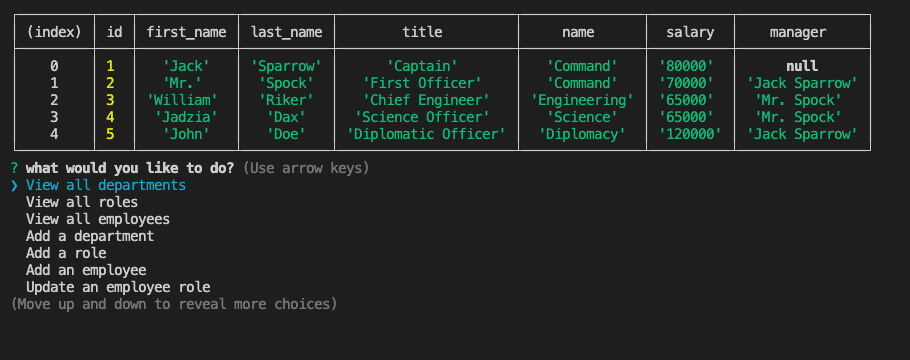 (index) id first_name last_name title name salary manager
0 1 'Jack' 'Sparrow' 'Captain' 'Command' '80000' null
1 2 'Mr.' 'Spock' 'First Officer' 'Command' '70000' 'Jack Sparrow'
2 3 'William' 'Riker' 'Chief Engineer' 'Engineering' '65000' 'Mr. Spock'
3 4 'Jadzia' 'Dax' 'Science Officer' 'Science' '65000' 'Mr. Spock'
4 5 'John' 'Doe' 'Diplomatic Officer' 'Diplomacy' '120000' 'Jack Sparrow'
? what would you like to do? (Use arrow keys)
❯ View all departments
View all roles
View all employees
Add a department
Add a role
Add an employee
Update an employee role
(Move up and down to reveal more choices)